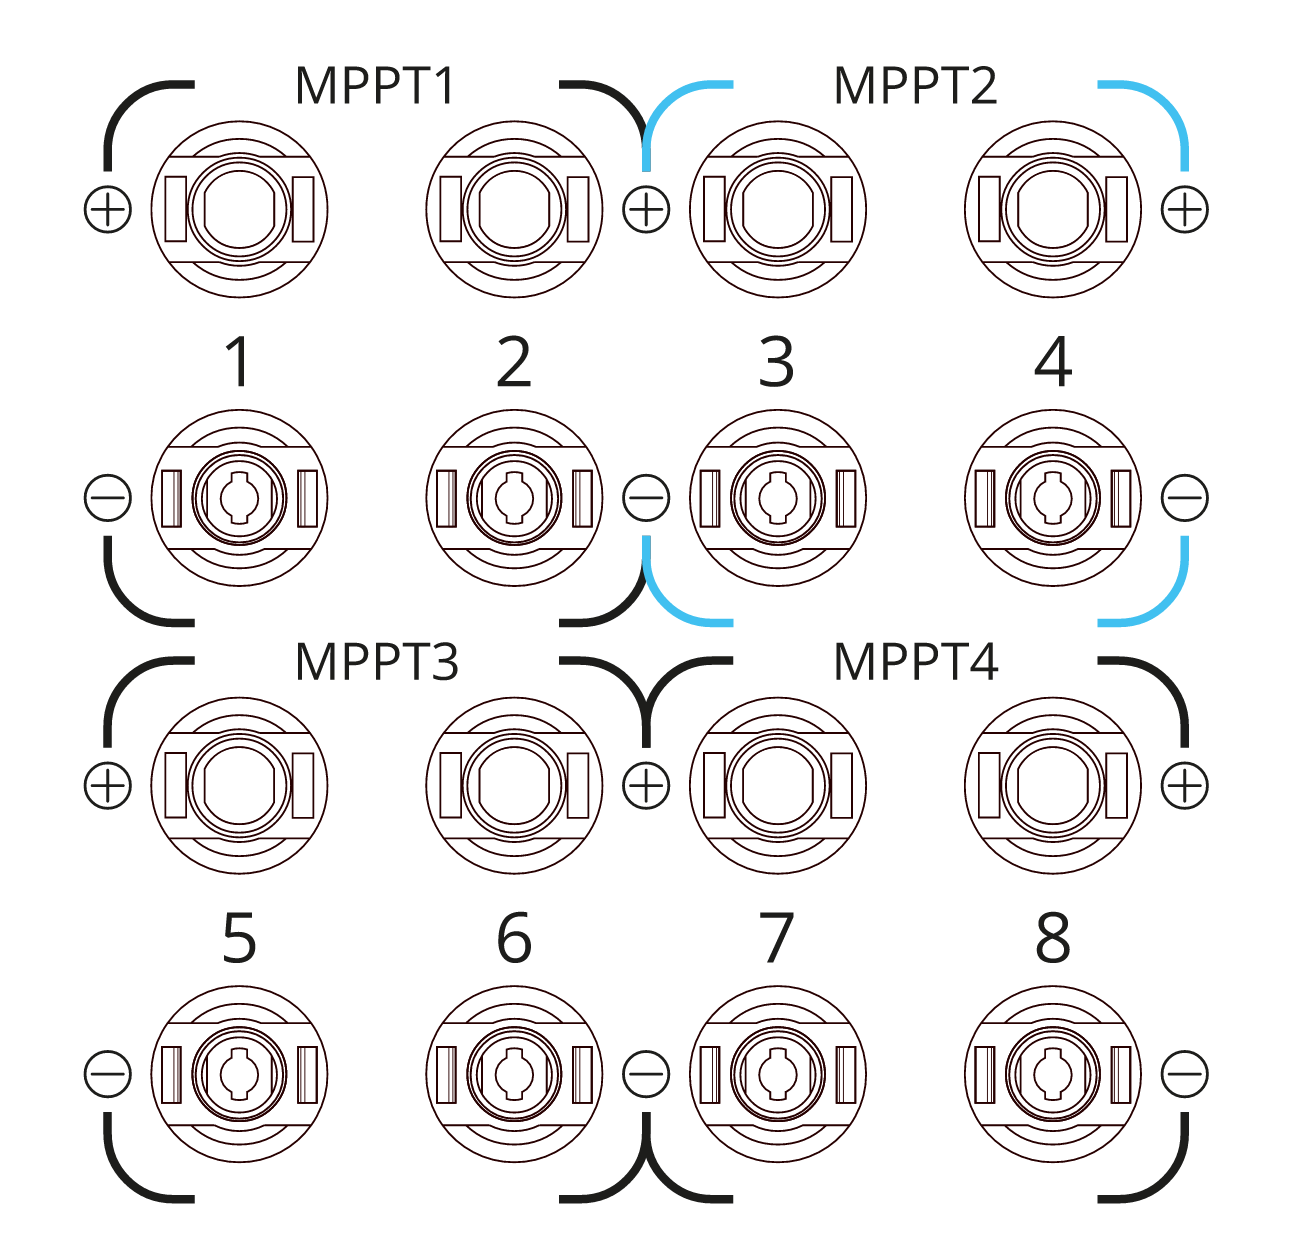 MPPT1 MPPT2
⊕ ⊕ ⊕
1 2 3 4
⊖ ⊖ ⊖
MPPT3 MPPT4
⊕ ⊕ ⊕
5 6 7 8
⊖ ⊖ ⊖